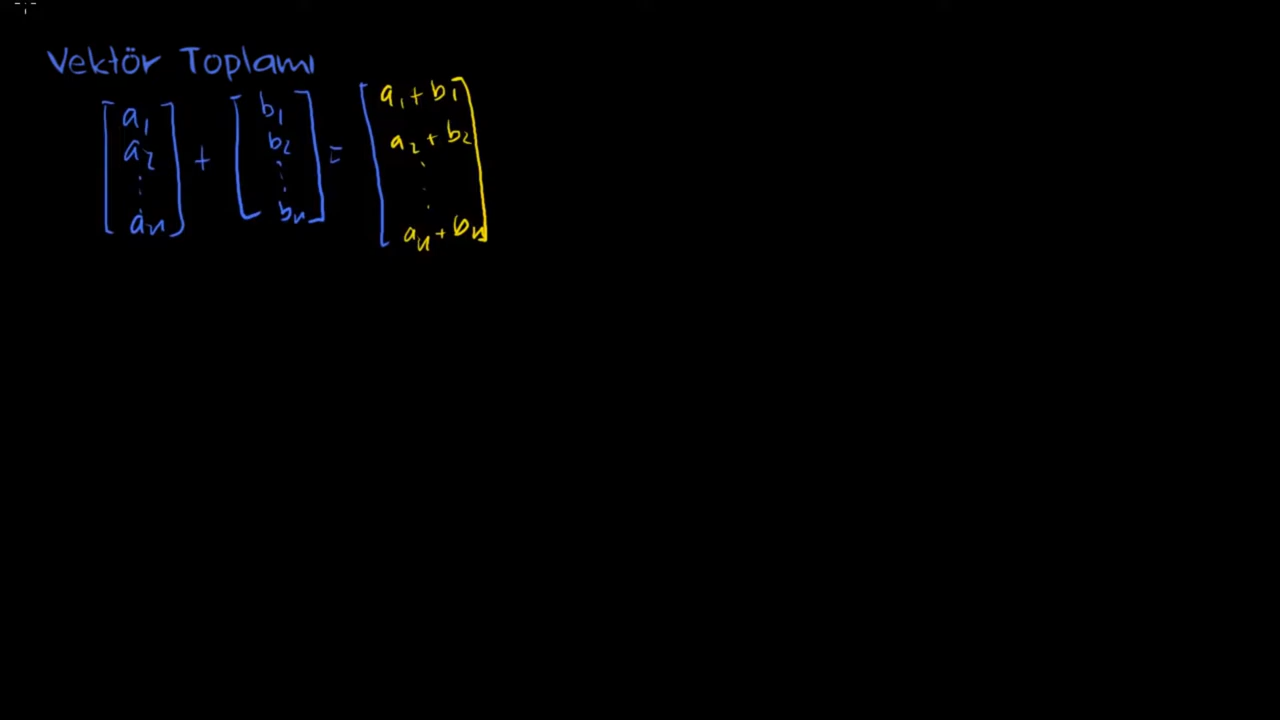 Vektör Toplamı
[a₁ a₂ ⋮ aₙ] + [b₁ b₂ ⋮ bₙ] = [a₁ + b₁ a₂ + b₂ ⋮ aₙ + bₙ]